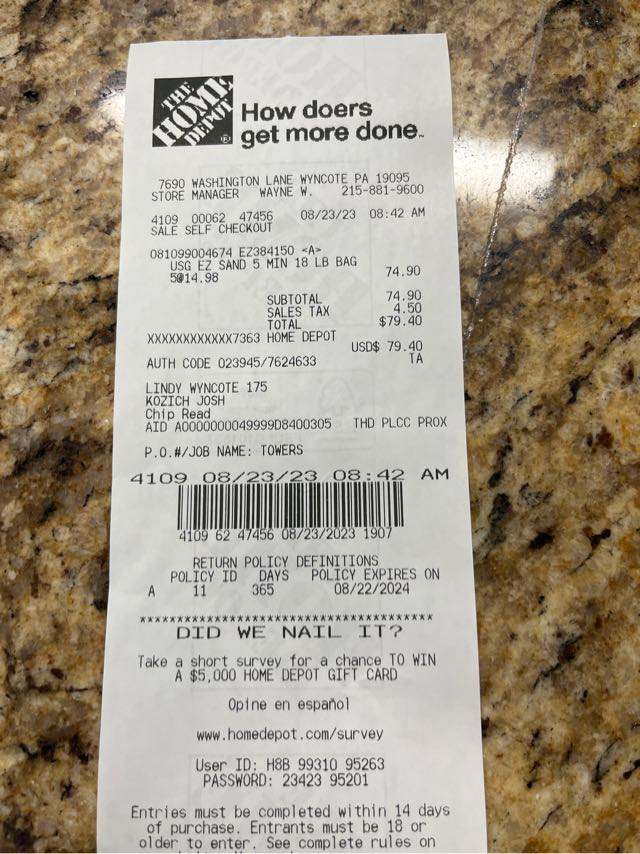 THE
HOME
DEPOT®
How doers
get more done™
7690 WASHINGTON LANE WYNCOTE PA 19095
STORE MANAGER WAYNE W. 215-881-9600
4109 00062 47456 08/23/23 08:42 AM
SALE SELF CHECKOUT
081099004674 EZ384150 <A>
USG EZ SAND 5 MIN 18 LB BAG
5@14.98 74.90
SUBTOTAL 74.90
SALES TAX 4.50
TOTAL $79.40
XXXXXXXXXXXX7363 HOME DEPOT
USD$ 79.40
AUTH CODE 023945/7624633 TA
LINDY WYNCOTE 175
KOZICH JOSH
Chip Read
AID A0000000049999D8400305 THD PLCC PROX
P.O.#/JOB NAME: TOWERS
4109 08/23/23 08:42 AM
4109 62 47456 08/23/2023 1907
RETURN POLICY DEFINITIONS
POLICY ID DAYS POLICY EXPIRES ON
A 11 365 08/22/2024
***************************************
DID WE NAIL IT?
Take a short survey for a chance TO WIN
A $5,000 HOME DEPOT GIFT CARD
Opine en español
www.homedepot.com/survey
User ID: H8B 99310 95263
PASSWORD: 23423 95201
Entries must be completed within 14 days
of purchase. Entrants must be 18 or
older to enter. See complete rules on